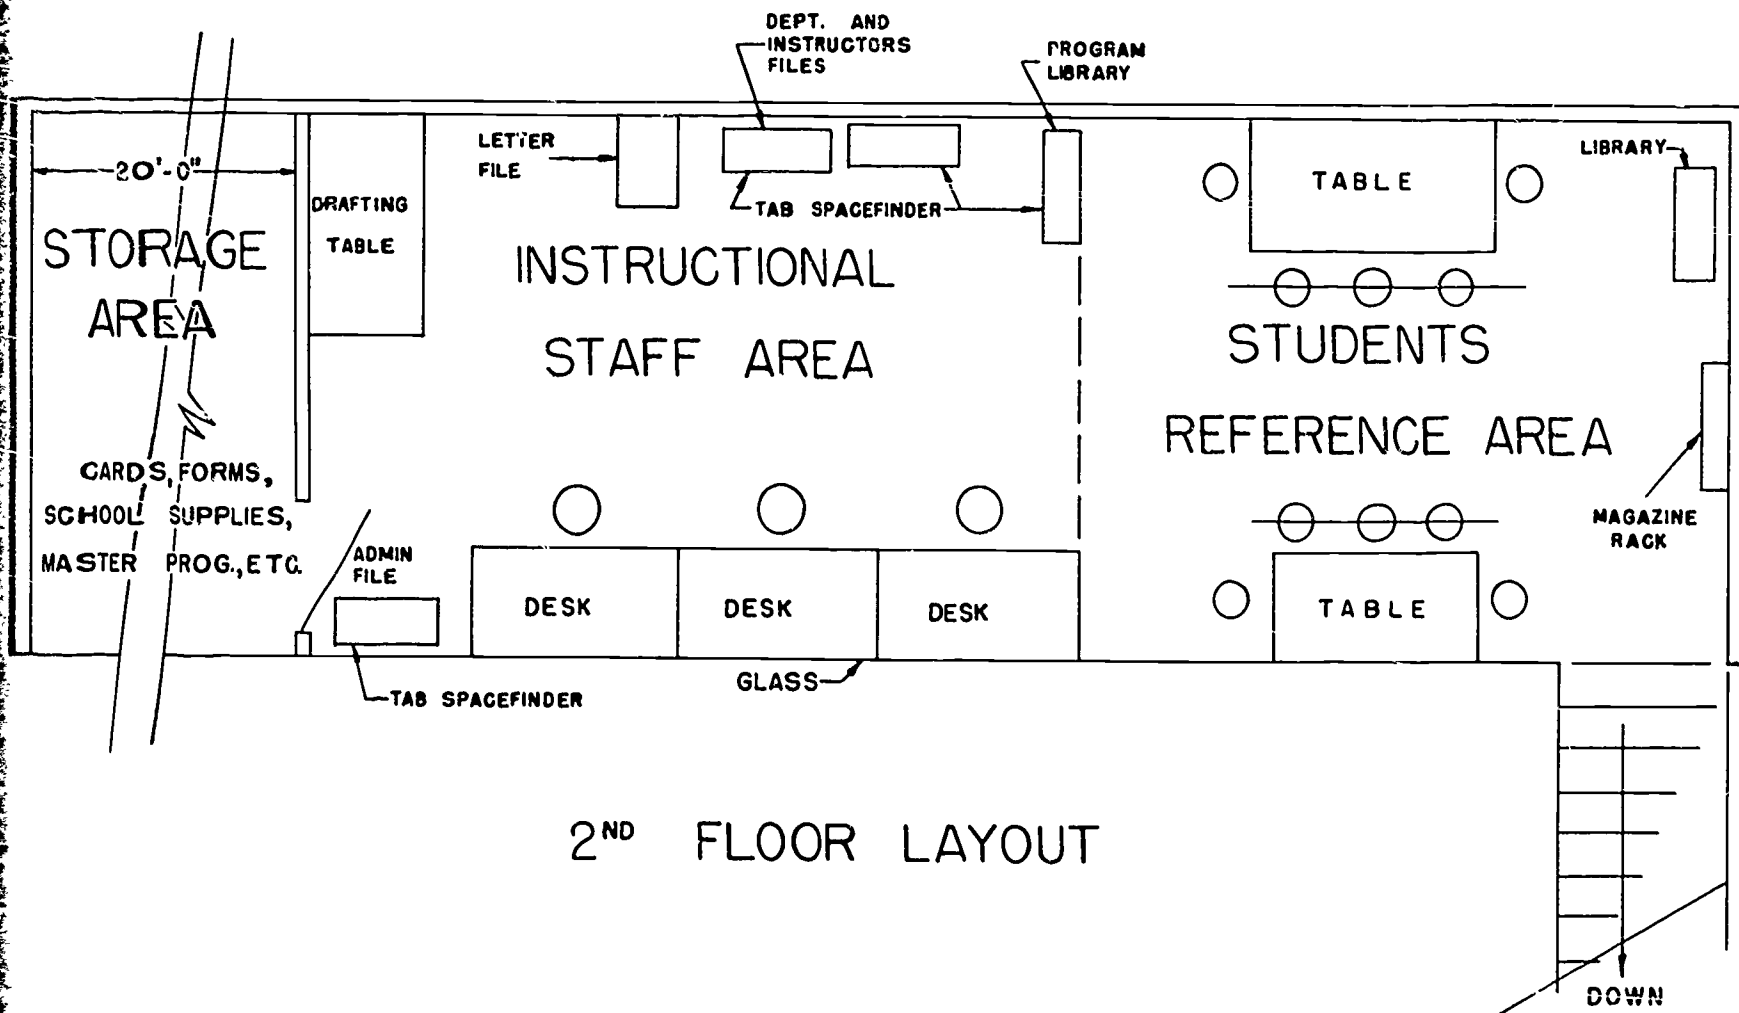 DEPT. AND
INSTRUCTORS
FILES
PROGRAM
LIBRARY
LETTER
FILE
LIBRARY
20'-0"
TABLE
DRAFTING
TABLE
TAB SPACEFINDER
STORAGE
AREA
INSTRUCTIONAL
STAFF AREA
STUDENTS
REFERENCE AREA
CARDS, FORMS,
SCHOOL SUPPLIES,
MASTER PROG., ETC.
MAGAZINE
RACK
ADMIN
FILE
DESK
DESK
DESK
TABLE
TAB SPACEFINDER
GLASS
2ND FLOOR LAYOUT
DOWN